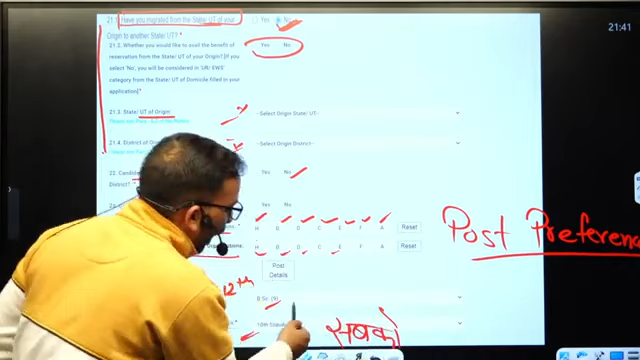 21:41
21.1 Have you migrated from the State/ UT of your Yes No
Origin to another State/ UT? *
21.2. Whether you would like to avail the benefit of Yes No
reservation from the State/ UT of your Origin? [If you
select 'No', you will be considered in 'UR/ EWS'
category from the State/ UT of Domicile filled in your
application]*
21.3. State/ UT of Origin --Select Origin State/ UT--
21.4. District of --Select Origin District--
22. Yes No
District? *
Yes No
H B D C E F A Reset
H B D C E F A Reset
Post
Details
12th
B.Sc. (9)
10th
सबको
Post Preferenc